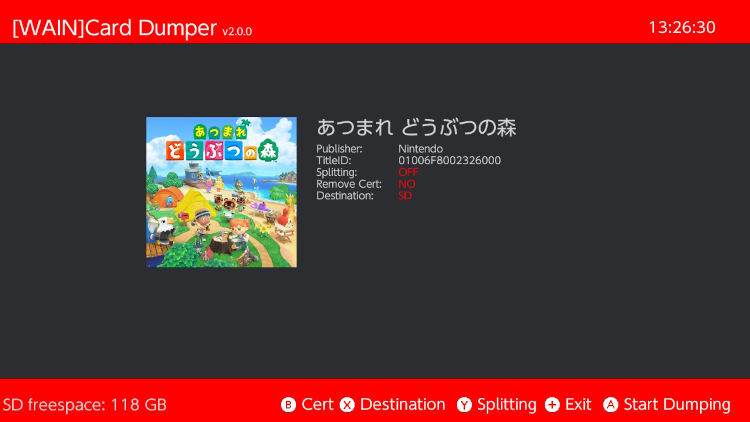 [WAIN]Card Dumper v2.0.0
13:26:30
あつまれ
どうぶつの森
あつまれ どうぶつの森
Publisher: Nintendo
TitleID: 01006F8002326000
Splitting: OFF
Remove Cert: NO
Destination: SD
SD freespace: 118 GB
B Cert X Destination Y Splitting + Exit A Start Dumping